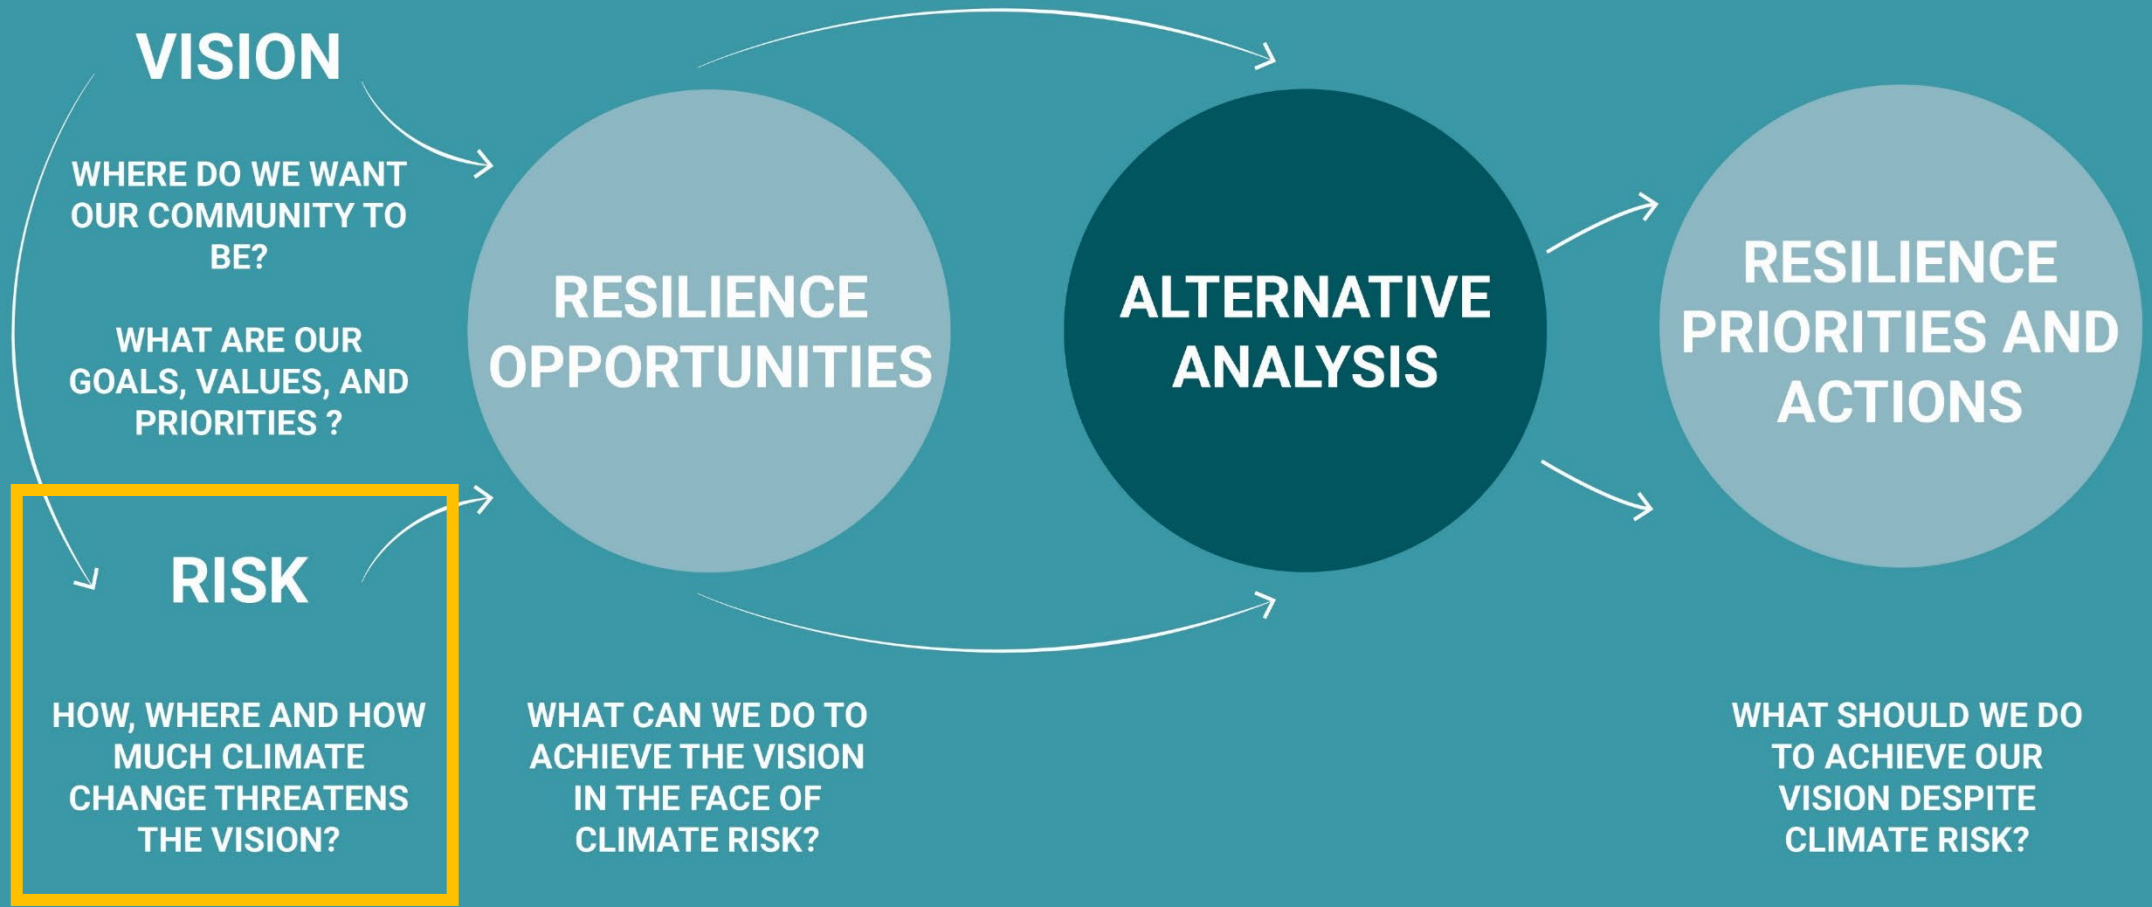 VISION
WHERE DO WE WANT
OUR COMMUNITY TO
BE?
WHAT ARE OUR
GOALS, VALUES, AND
PRIORITIES ?
RISK
HOW, WHERE AND HOW
MUCH CLIMATE
CHANGE THREATENS
THE VISION?
RESILIENCE
OPPORTUNITIES
WHAT CAN WE DO TO
ACHIEVE THE VISION
IN THE FACE OF
CLIMATE RISK?
ALTERNATIVE
ANALYSIS
RESILIENCE
PRIORITIES AND
ACTIONS
WHAT SHOULD WE DO
TO ACHIEVE OUR
VISION DESPITE
CLIMATE RISK?